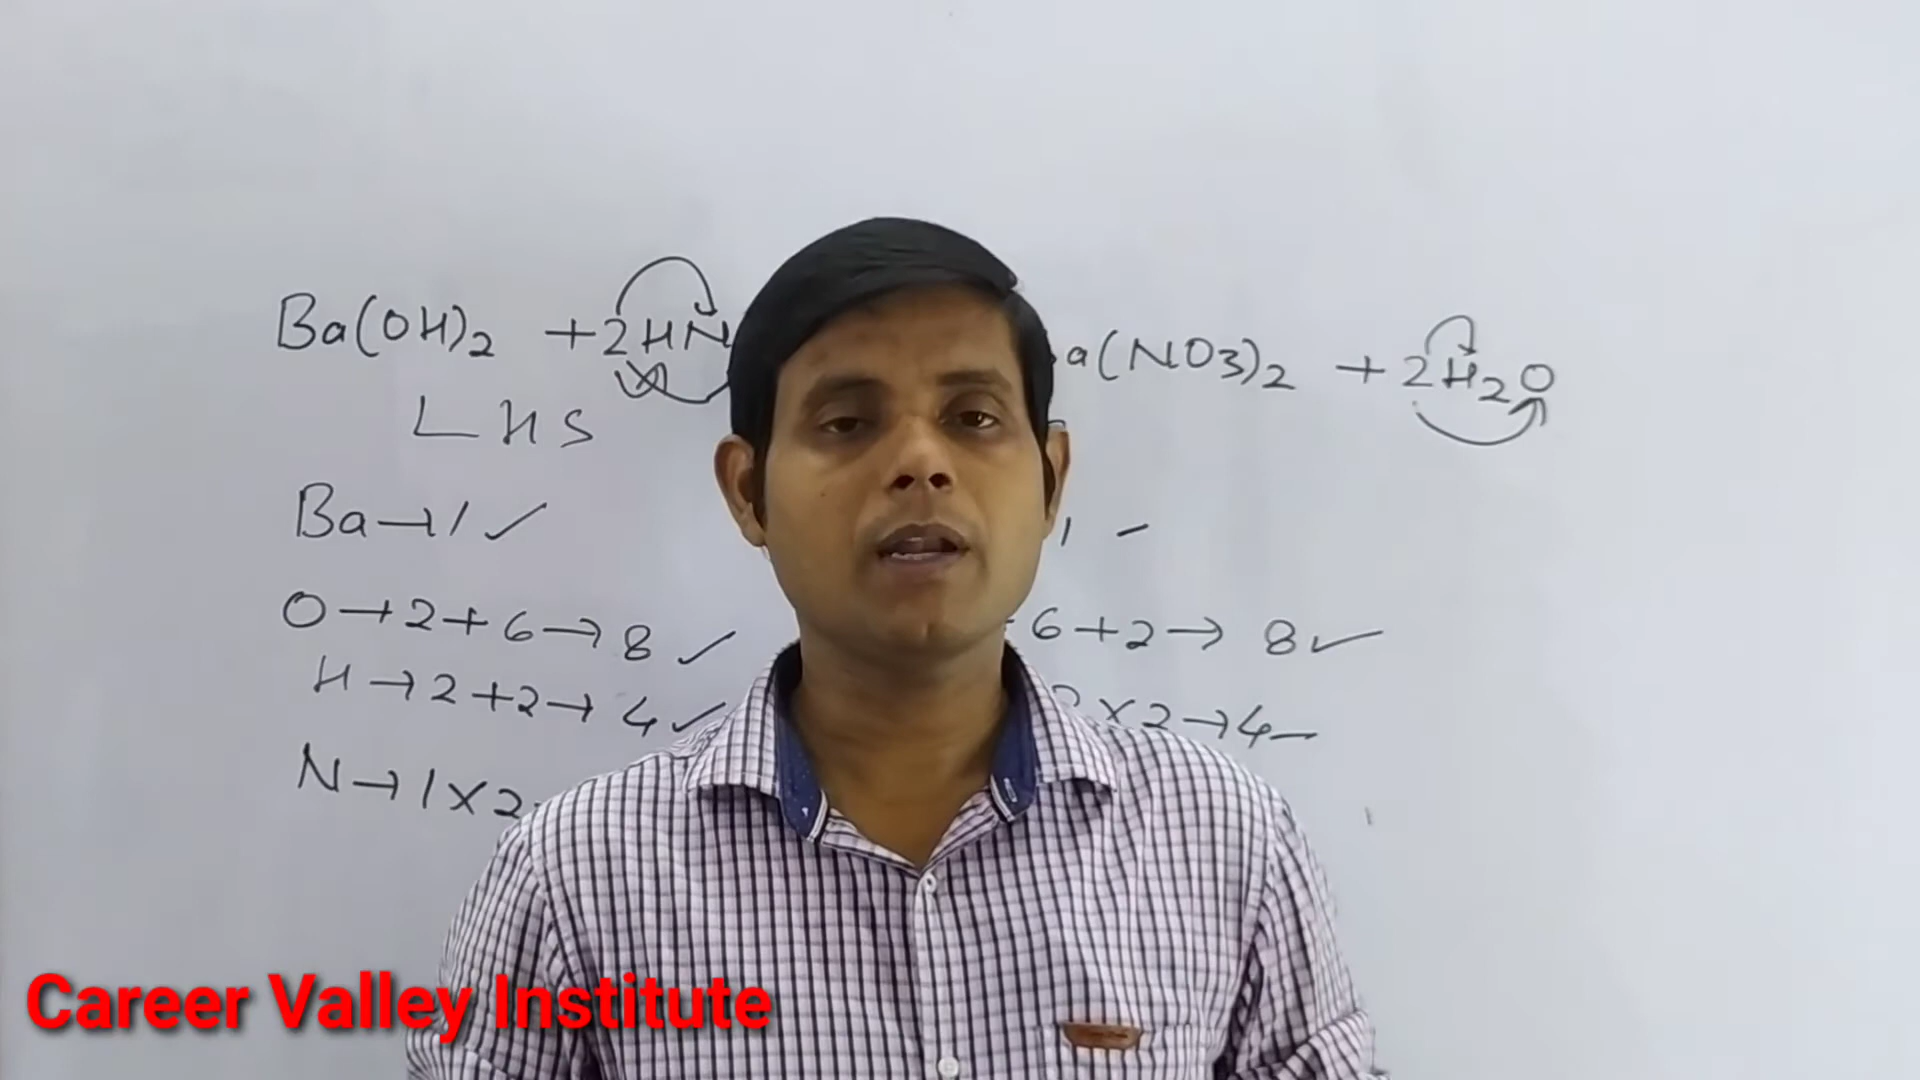 Ba(OH)2 + 2HN a(NO3)2 + 2H2O
LHS
Ba → 1 ✓ 1 –
O → 2 + 6 → 8 ✓ 6 + 2 → 8 ✓
H → 2 + 2 → 4 ✓ × 2 → 4 –
N → 1 × 2
Career Valley Institute